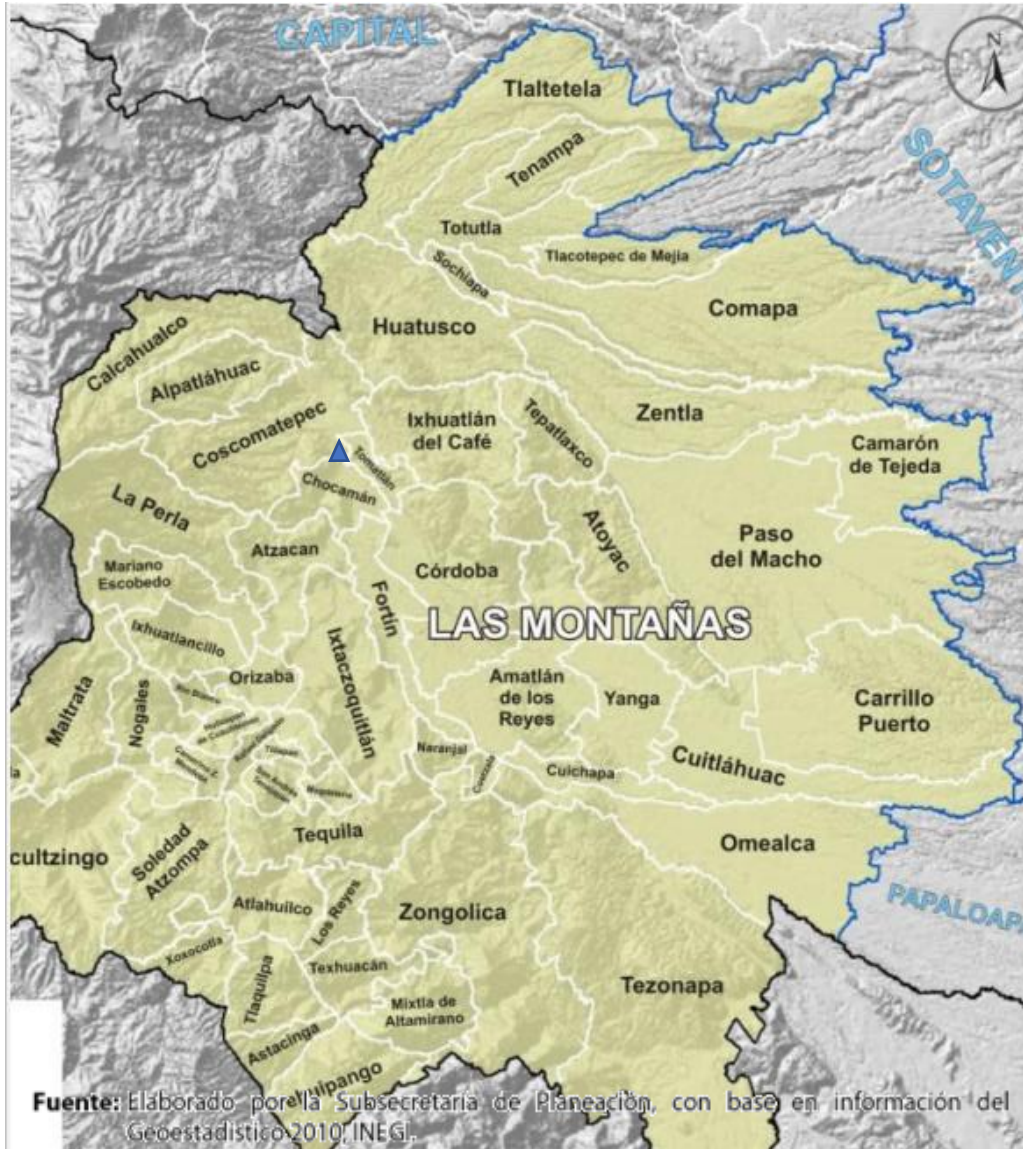 CAPITAL
N
Tlaltetela
Tenampa
SOTAVEN
Totutla
Tlacotepec de Mejia
Sochiapa
Comapa
Huatusco
Calcahualco
Alpatláhuac
Coscomatepec
Ixhuatlán
del Café
Tepatlaxco
Zentla
Camarón
de Tejeda
Tomatlán
Chocamán
La Perla
Atzacan
Atoyac
Paso
del Macho
Mariano
Escobedo
Córdoba
Fortín
LAS MONTAÑAS
Ixhuatlancillo
Ixtaczoquitlán
Orizaba
Maltrata
Nogales
Amatlán
de los
Reyes
Yanga
Carrillo
Puerto
Naranjal
Cuichapa
Cuitláhuac
Tequila
Omealca
cultzingo
Soledad
Atzompa
PAPALOAPA
Atlahuilco
Los Reyes
Zongolica
Xoxocotla
Texhuacán
Tlaquilpa
Mixtla de
Altamirano
Tezonapa
Astacinga
huipango
Fuente: Elaborado por la Subsecretaría de Planeación, con base en información del
Geoestadístico 2010, INEGI.